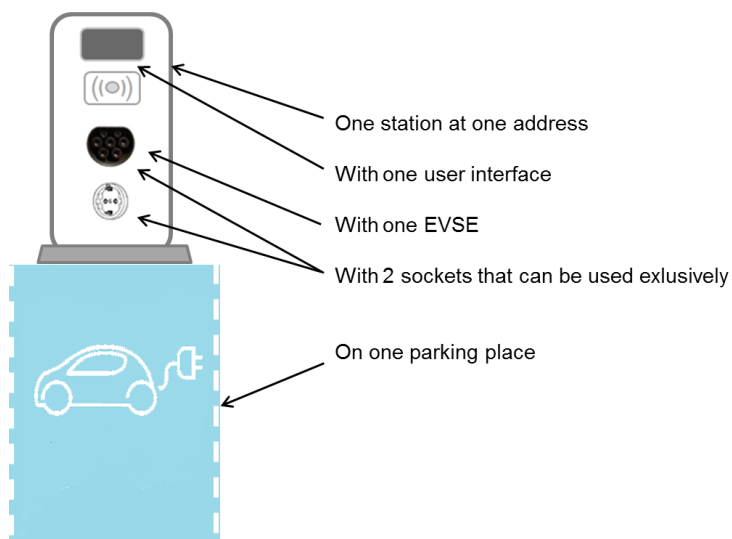 One station at one address
With one user interface
With one EVSE
With 2 sockets that can be used exlusively
On one parking place